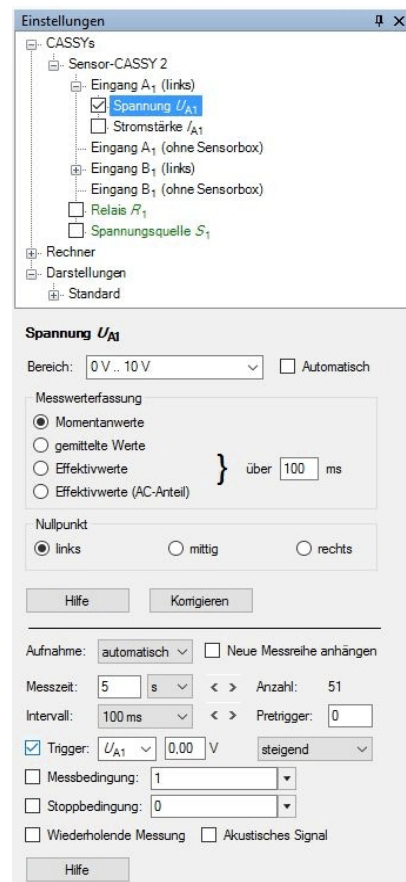 Einstellungen
CASSYs
Sensor-CASSY 2
Eingang A₁ (links)
Spannung U_A1
Stromstärke I_A1
Eingang A₁ (ohne Sensorbox)
Eingang B₁ (links)
Eingang B₁ (ohne Sensorbox)
Relais R₁
Spannungsquelle S₁
Rechner
Darstellungen
Standard
Spannung U_A1
Bereich: 0 V .. 10 V Automatisch
Messwerterfassung
Momentanwerte
gemittelte Werte
Effektivwerte } über 100 ms
Effektivwerte (AC-Anteil)
Nullpunkt
links mittig rechts
Hilfe Korrigieren
Aufnahme: automatisch Neue Messreihe anhängen
Messzeit: 5 s < > Anzahl: 51
Intervall: 100 ms < > Pretrigger: 0
Trigger: U_A1 0,00 V steigend
Messbedingung: 1
Stoppbedingung: 0
Wiederholende Messung Akustisches Signal
Hilfe